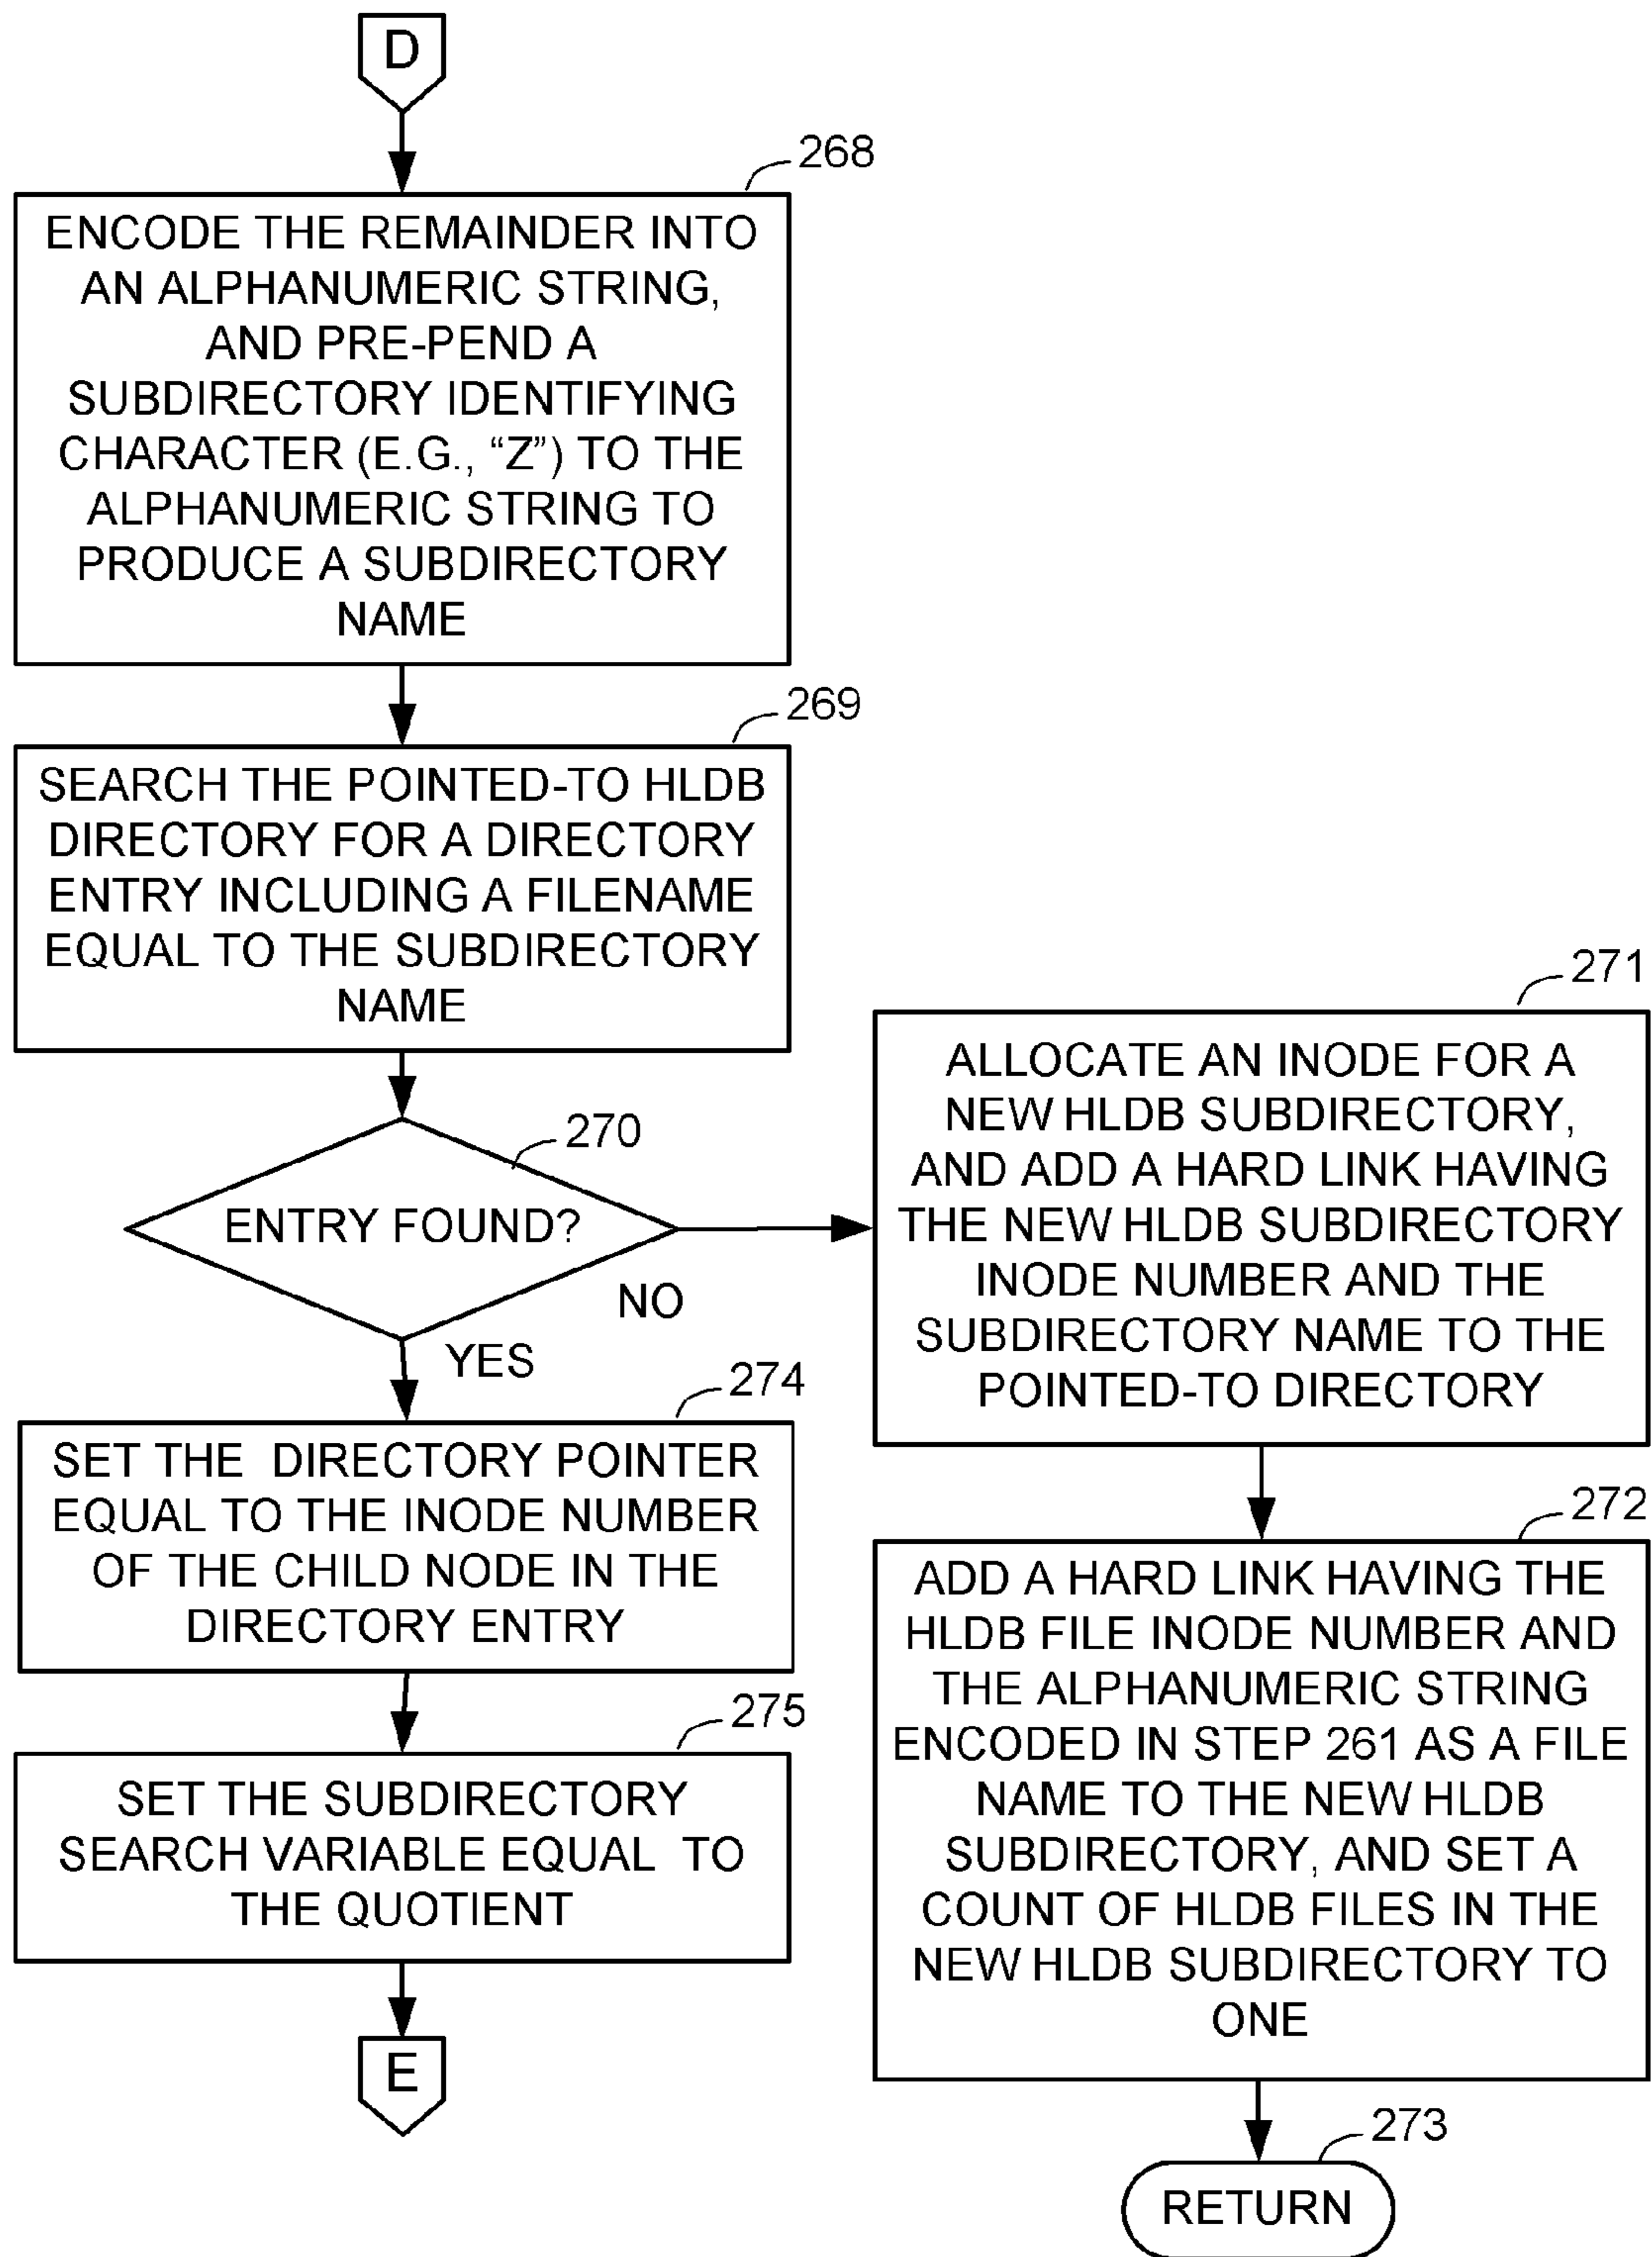 D
268
ENCODE THE REMAINDER INTO
AN ALPHANUMERIC STRING,
AND PRE-PEND A
SUBDIRECTORY IDENTIFYING
CHARACTER (E.G., “Z”) TO THE
ALPHANUMERIC STRING TO
PRODUCE A SUBDIRECTORY
NAME
269
SEARCH THE POINTED-TO HLDB
DIRECTORY FOR A DIRECTORY
ENTRY INCLUDING A FILENAME
EQUAL TO THE SUBDIRECTORY
NAME
270
ENTRY FOUND?
NO
YES
271
ALLOCATE AN INODE FOR A
NEW HLDB SUBDIRECTORY,
AND ADD A HARD LINK HAVING
THE NEW HLDB SUBDIRECTORY
INODE NUMBER AND THE
SUBDIRECTORY NAME TO THE
POINTED-TO DIRECTORY
272
ADD A HARD LINK HAVING THE
HLDB FILE INODE NUMBER AND
THE ALPHANUMERIC STRING
ENCODED IN STEP 261 AS A FILE
NAME TO THE NEW HLDB
SUBDIRECTORY, AND SET A
COUNT OF HLDB FILES IN THE
NEW HLDB SUBDIRECTORY TO
ONE
273
RETURN
274
SET THE DIRECTORY POINTER
EQUAL TO THE INODE NUMBER
OF THE CHILD NODE IN THE
DIRECTORY ENTRY
275
SET THE SUBDIRECTORY
SEARCH VARIABLE EQUAL TO
THE QUOTIENT
E